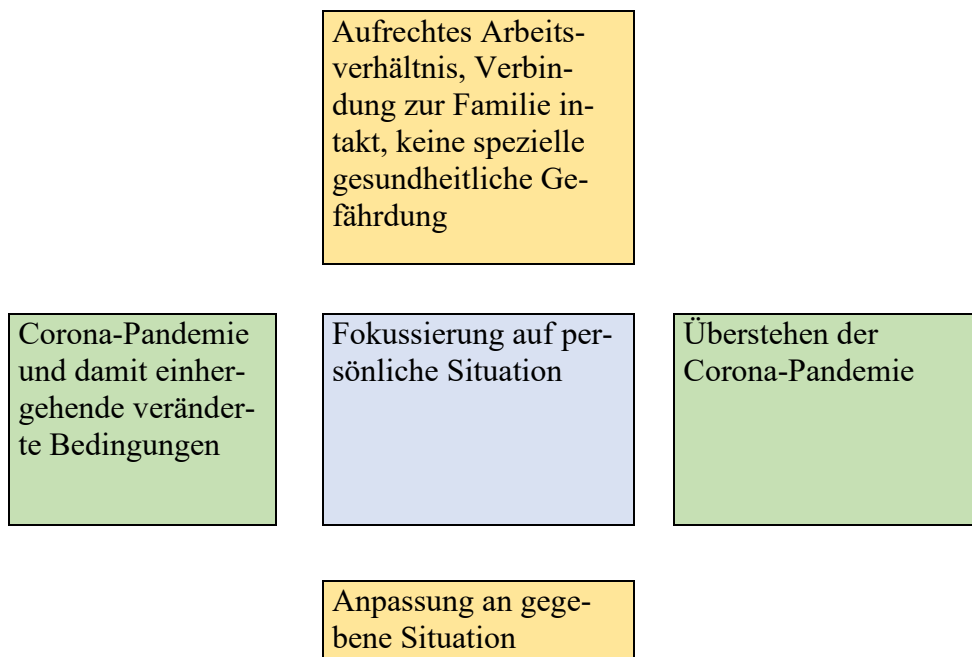 Aufrechtes Arbeits-
verhältnis, Verbin-
dung zur Familie in-
takt, keine spezielle
gesundheitliche Ge-
fährdung
Corona-Pandemie
und damit einher-
gehende veränder-
te Bedingungen
Fokussierung auf per-
sönliche Situation
Überstehen der
Corona-Pandemie
Anpassung an gege-
bene Situation